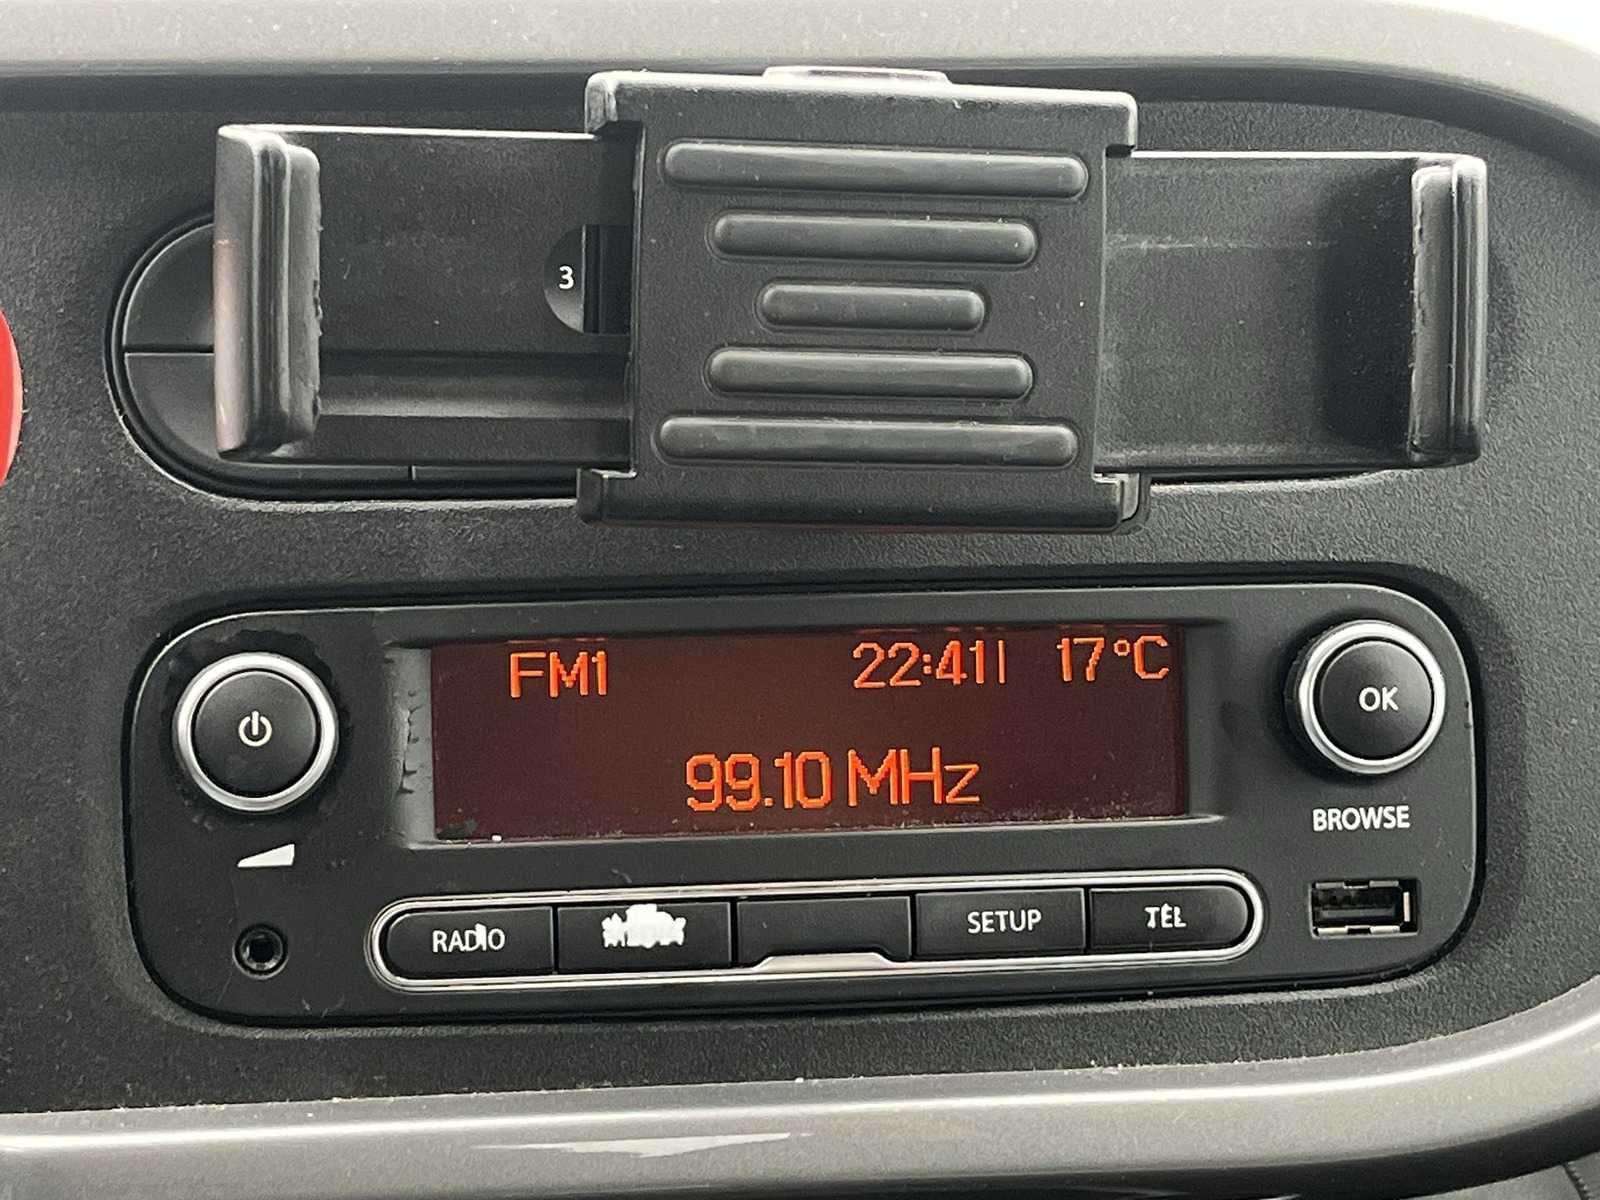 3
FM1 22:41| 17°C
99.10 MHz
OK
BROWSE
RADIO
SETUP
TEL